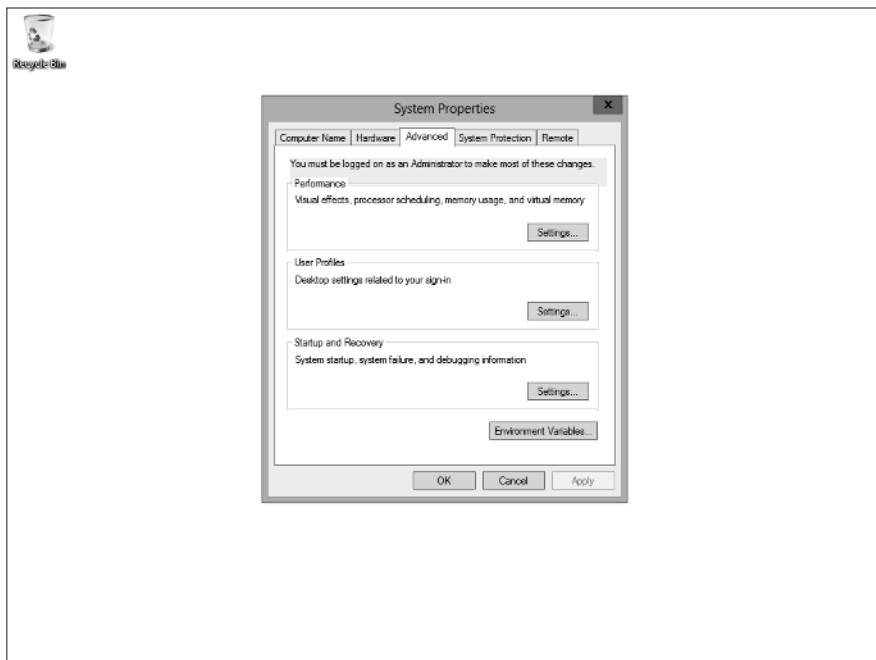 Recycle Bin
System Properties
x
Computer Name Hardware Advanced System Protection Remote
You must be logged on as an Administrator to make most of these changes.
Performance
Visual effects, processor scheduling, memory usage, and virtual memory
Settings...
User Profiles
Desktop settings related to your sign-in
Settings...
Startup and Recovery
System startup, system failure, and debugging information
Settings...
Environment Variables...
OK Cancel Apply